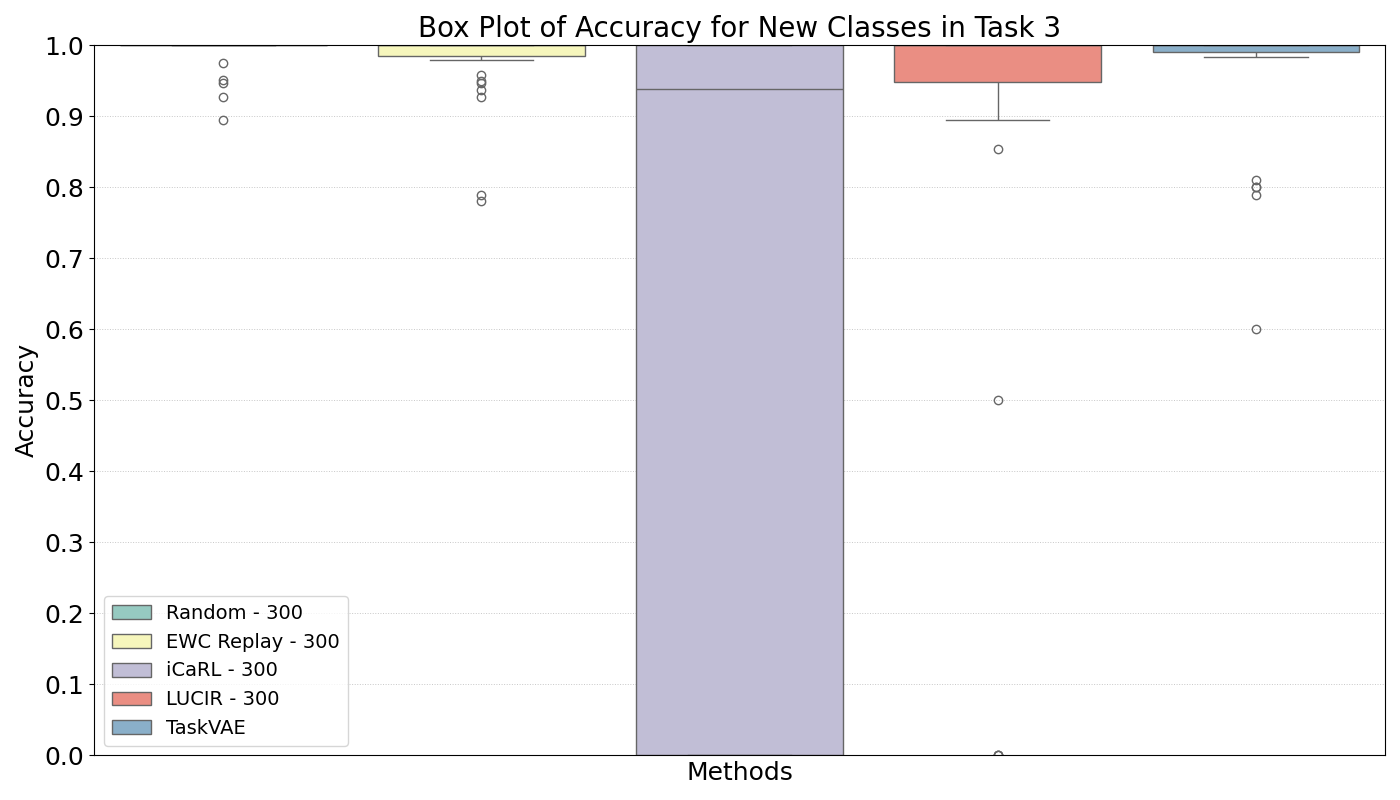 Box Plot of Accuracy for New Classes in Task 3
1.0
0.9
0.8
0.7
0.6
0.5
0.4
0.3
0.2
0.1
0.0
Accuracy
Random - 300
EWC Replay - 300
iCaRL - 300
LUCIR - 300
TaskVAE
Methods